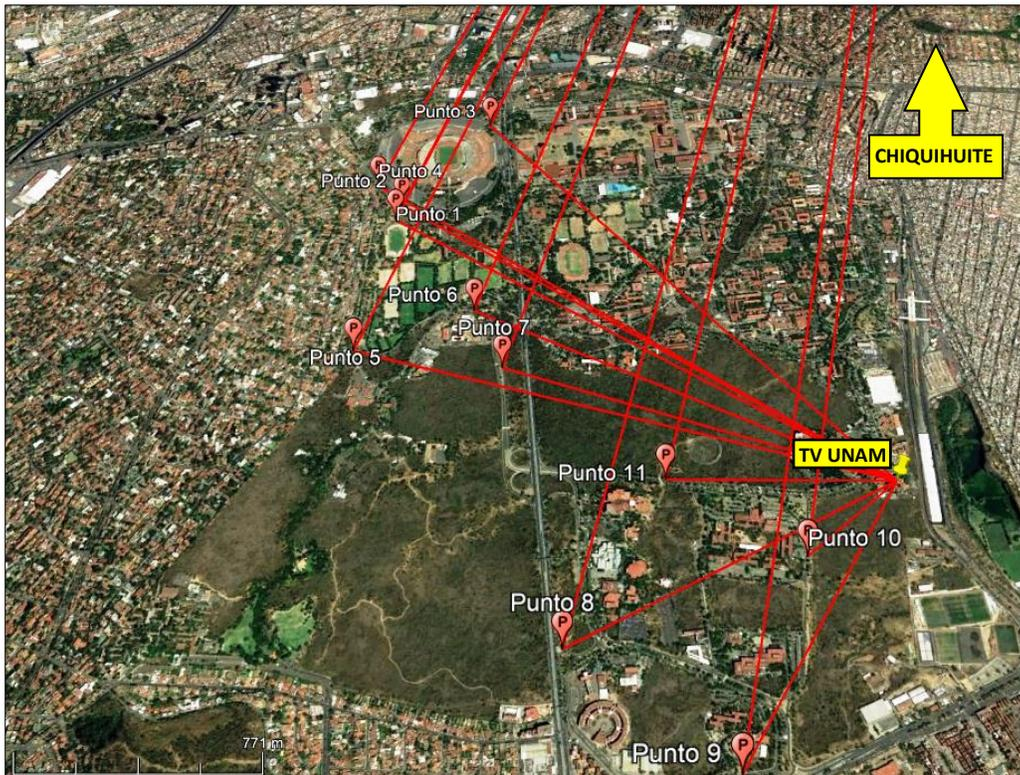 Punto 3
CHIQUIHUITE
Punto 4
Punto 2
Punto 1
Punto 6
Punto 7
Punto 5
TV UNAM
Punto 11
Punto 10
Punto 8
771 m
Punto 9